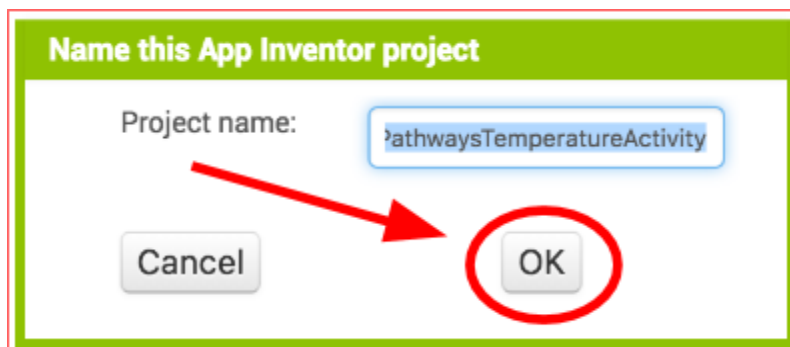 Name this App Inventor project
Project name:
PathwaysTemperatureActivity
Cancel
OK